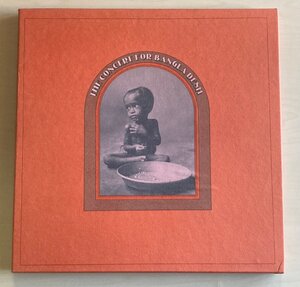 THE CONCERT FOR BANGLA DESH